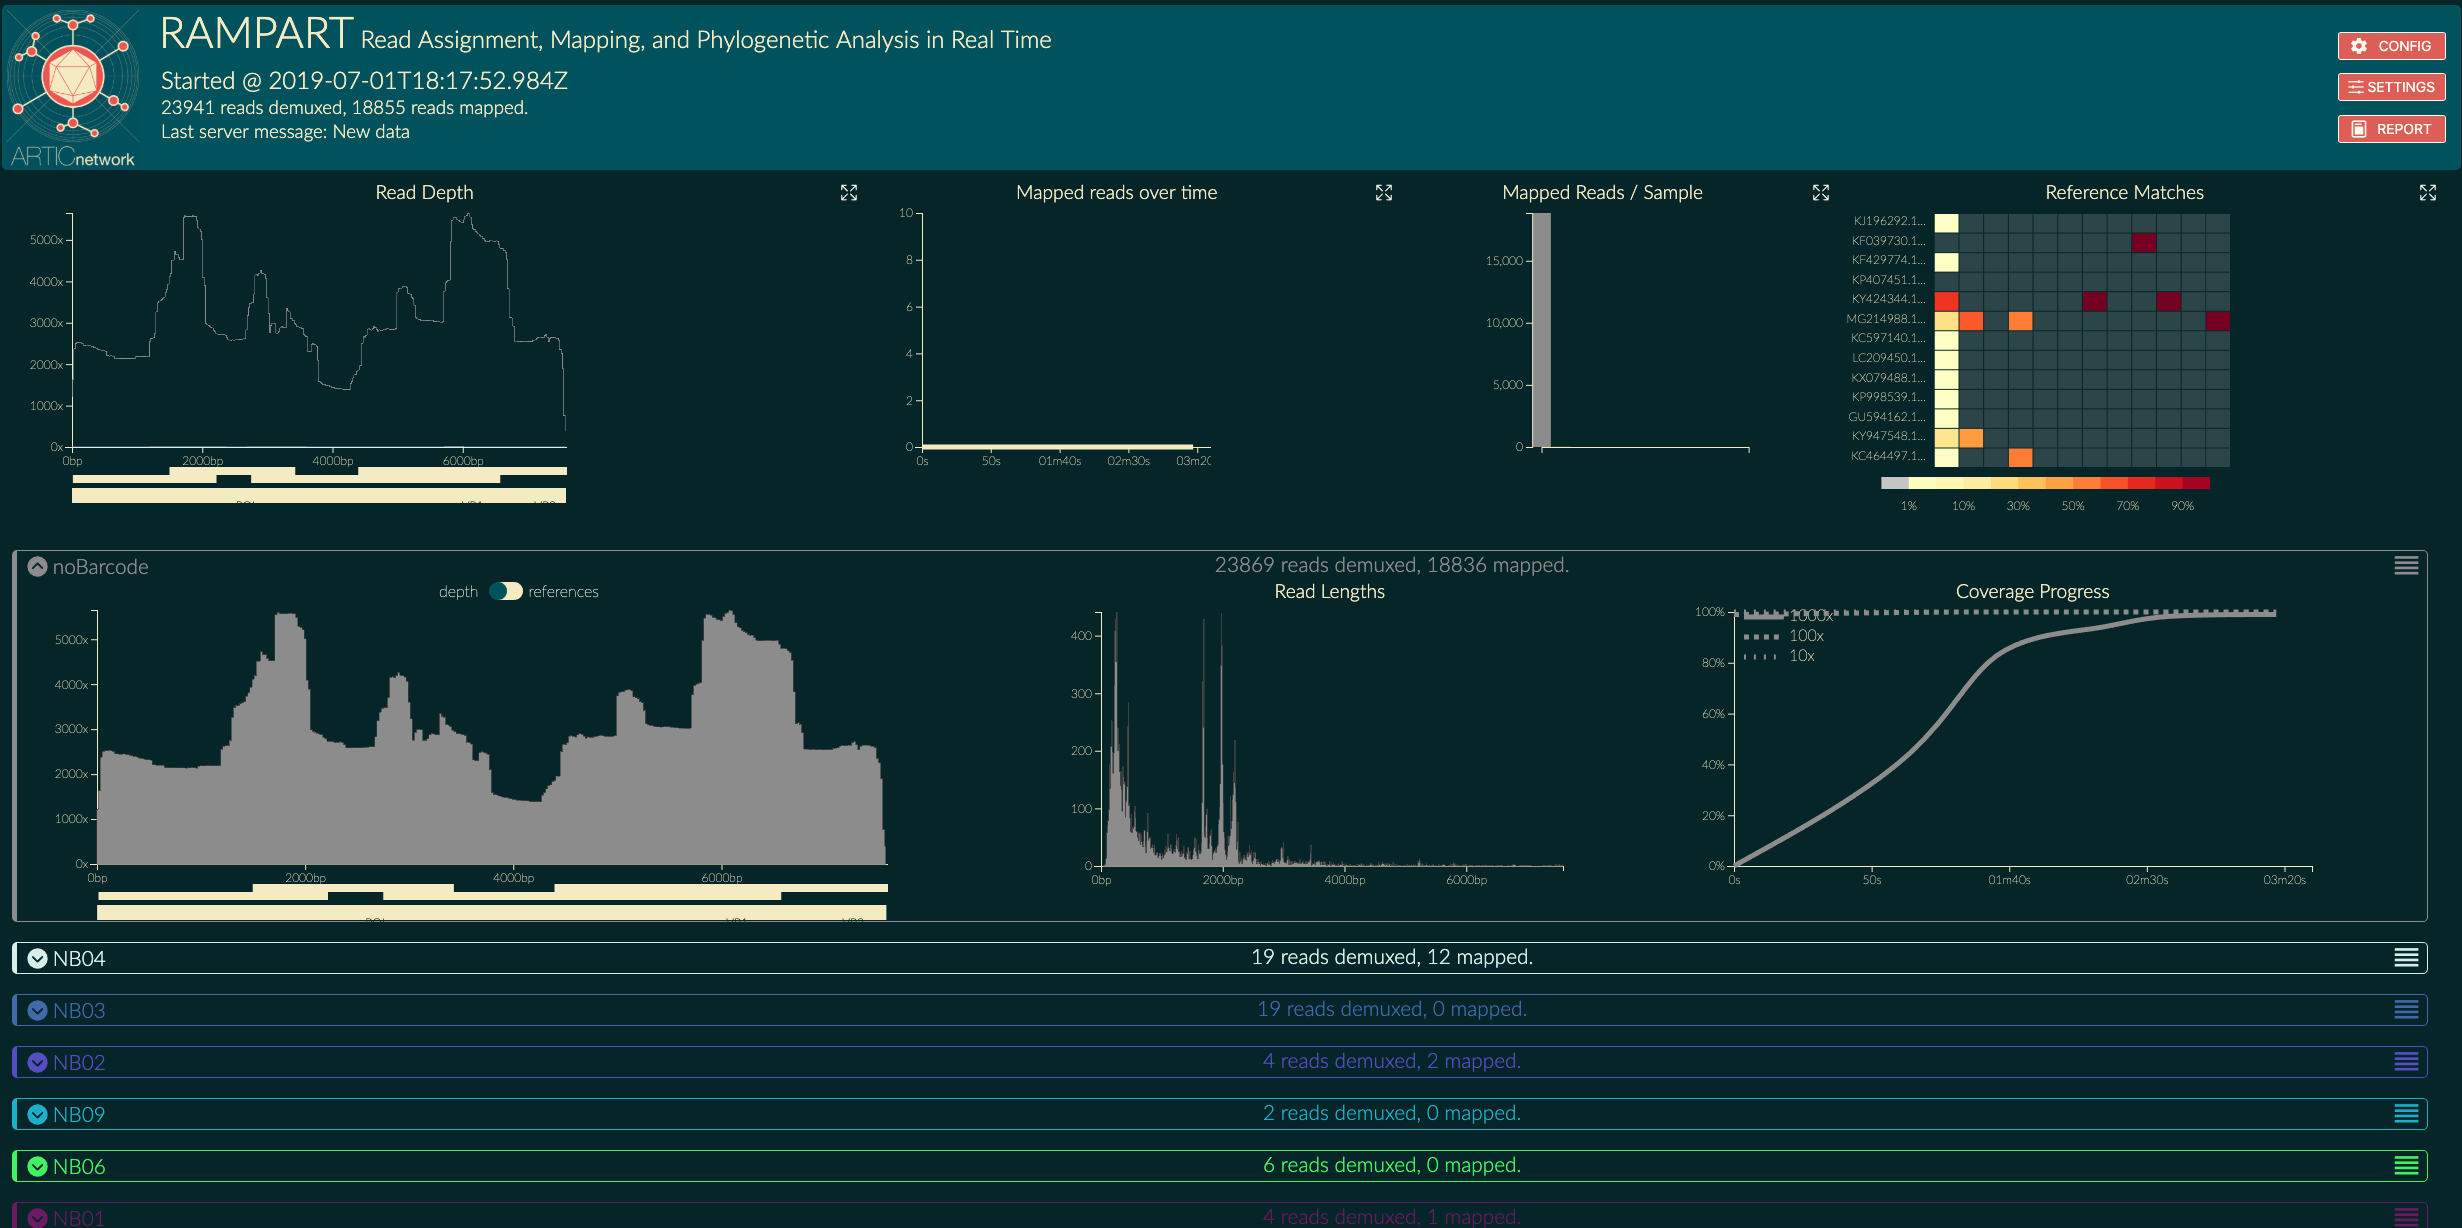 RAMPART Read Assignment, Mapping, and Phylogenetic Analysis in Real Time
Started @ 2019-07-01T18:17:52.984Z
23941 reads demuxed, 18855 reads mapped.
Last server message: New data
ARTICnetwork
CONFIG
SETTINGS
REPORT
Read Depth
5000x
4000x
3000x
2000x
1000x
0x
0bp 2000bp 4000bp 6000bp
Mapped reads over time
10
8
6
4
2
0
0s 50s 01m40s 02m30s
Mapped Reads / Sample
15,000
10,000
5,000
0
Reference Matches
KJ196292.1...
KF039730.1...
KF429774.1...
KP407451.1...
KY424344.1...
MG214988.1...
KC597140.1...
LC209450.1...
KX079488.1...
KP998539.1...
GU594162.1...
KY947548.1...
KC464497.1...
1% 10% 30% 50% 70% 90%
noBarcode
23869 reads demuxed, 18836 mapped.
depth references
5000x
4000x
3000x
2000x
1000x
0x
0bp 2000bp 4000bp 6000bp
Read Lengths
400
300
200
100
0
0bp 2000bp 4000bp 6000bp
Coverage Progress
100%
80%
60%
40%
20%
0%
1000x
100x
10x
0s 50s 01m40s 02m30s 03m20s
NB04 19 reads demuxed, 12 mapped.
NB03 19 reads demuxed, 0 mapped.
NB02 4 reads demuxed, 2 mapped.
NB09 2 reads demuxed, 0 mapped.
NB06 6 reads demuxed, 0 mapped.
NB01 4 reads demuxed, 1 mapped.